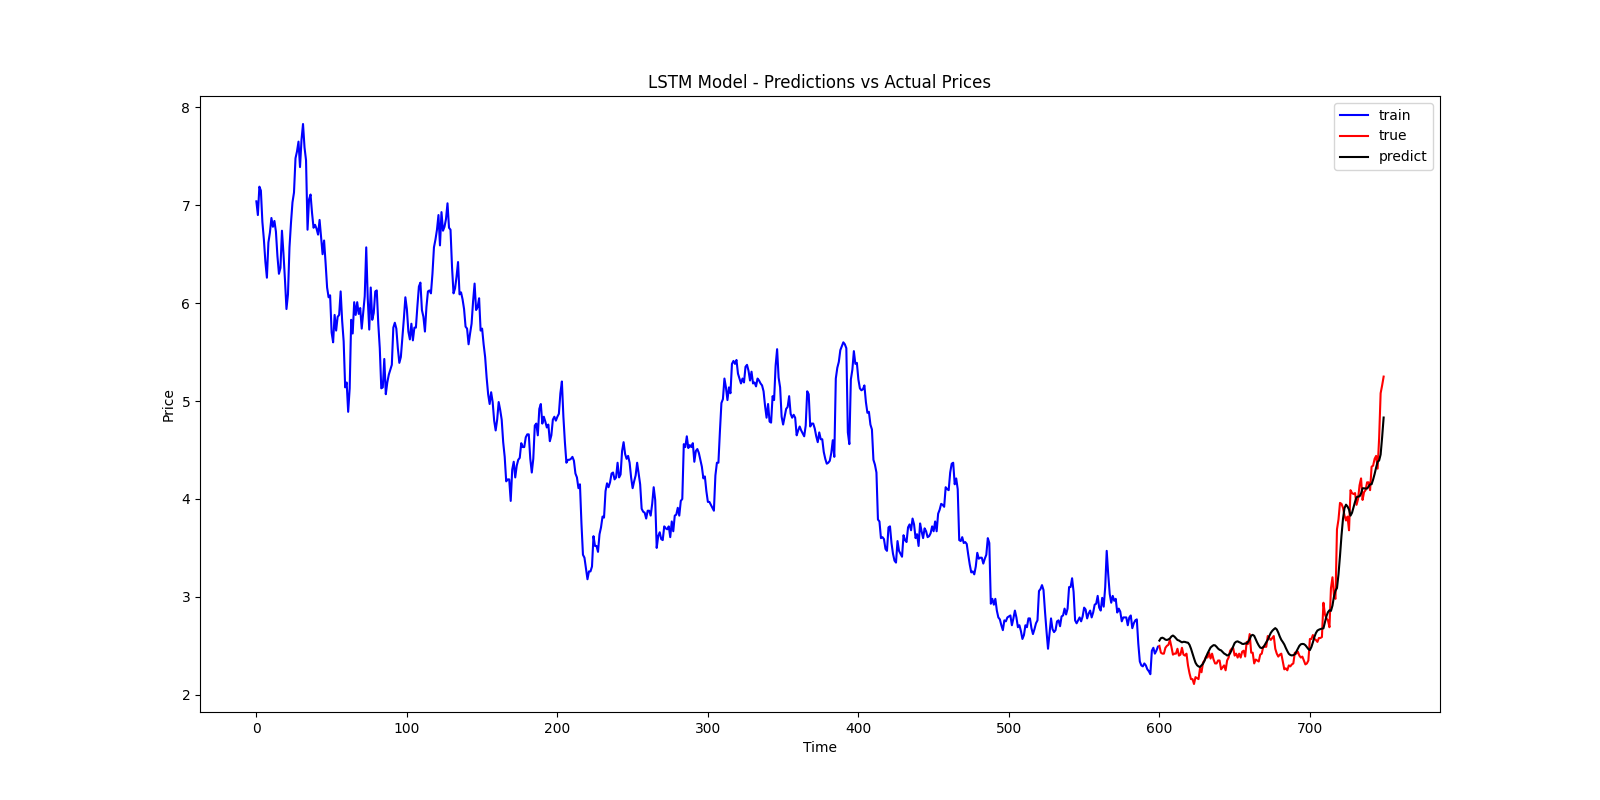 LSTM Model - Predictions vs Actual Prices
train
true
predict
Price
8
7
6
5
4
3
2
0 100 200 300 400 500 600 700
Time